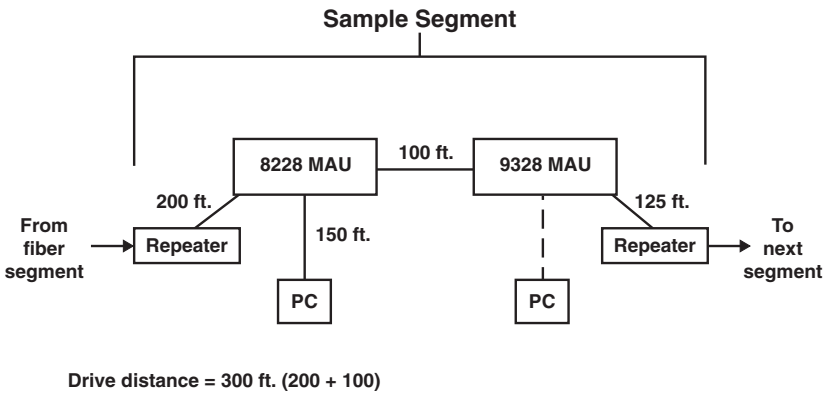 Sample Segment
8228 MAU
100 ft.
9328 MAU
200 ft.
125 ft.
From
fiber
segment
Repeater
150 ft.
Repeater
To
next
segment
PC
PC
Drive distance = 300 ft. (200 + 100)